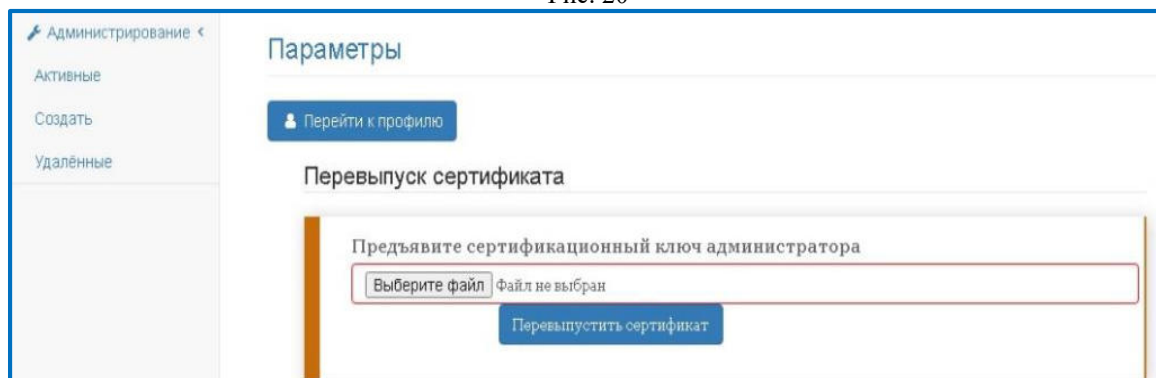 Администрирование
Параметры
Активные
Создать
Перейти к профилю
Удалённые
Перевыпуск сертификата
Предъявите сертификационный ключ администратора
Выберите файл Файл не выбран
Перевыпустить сертификат